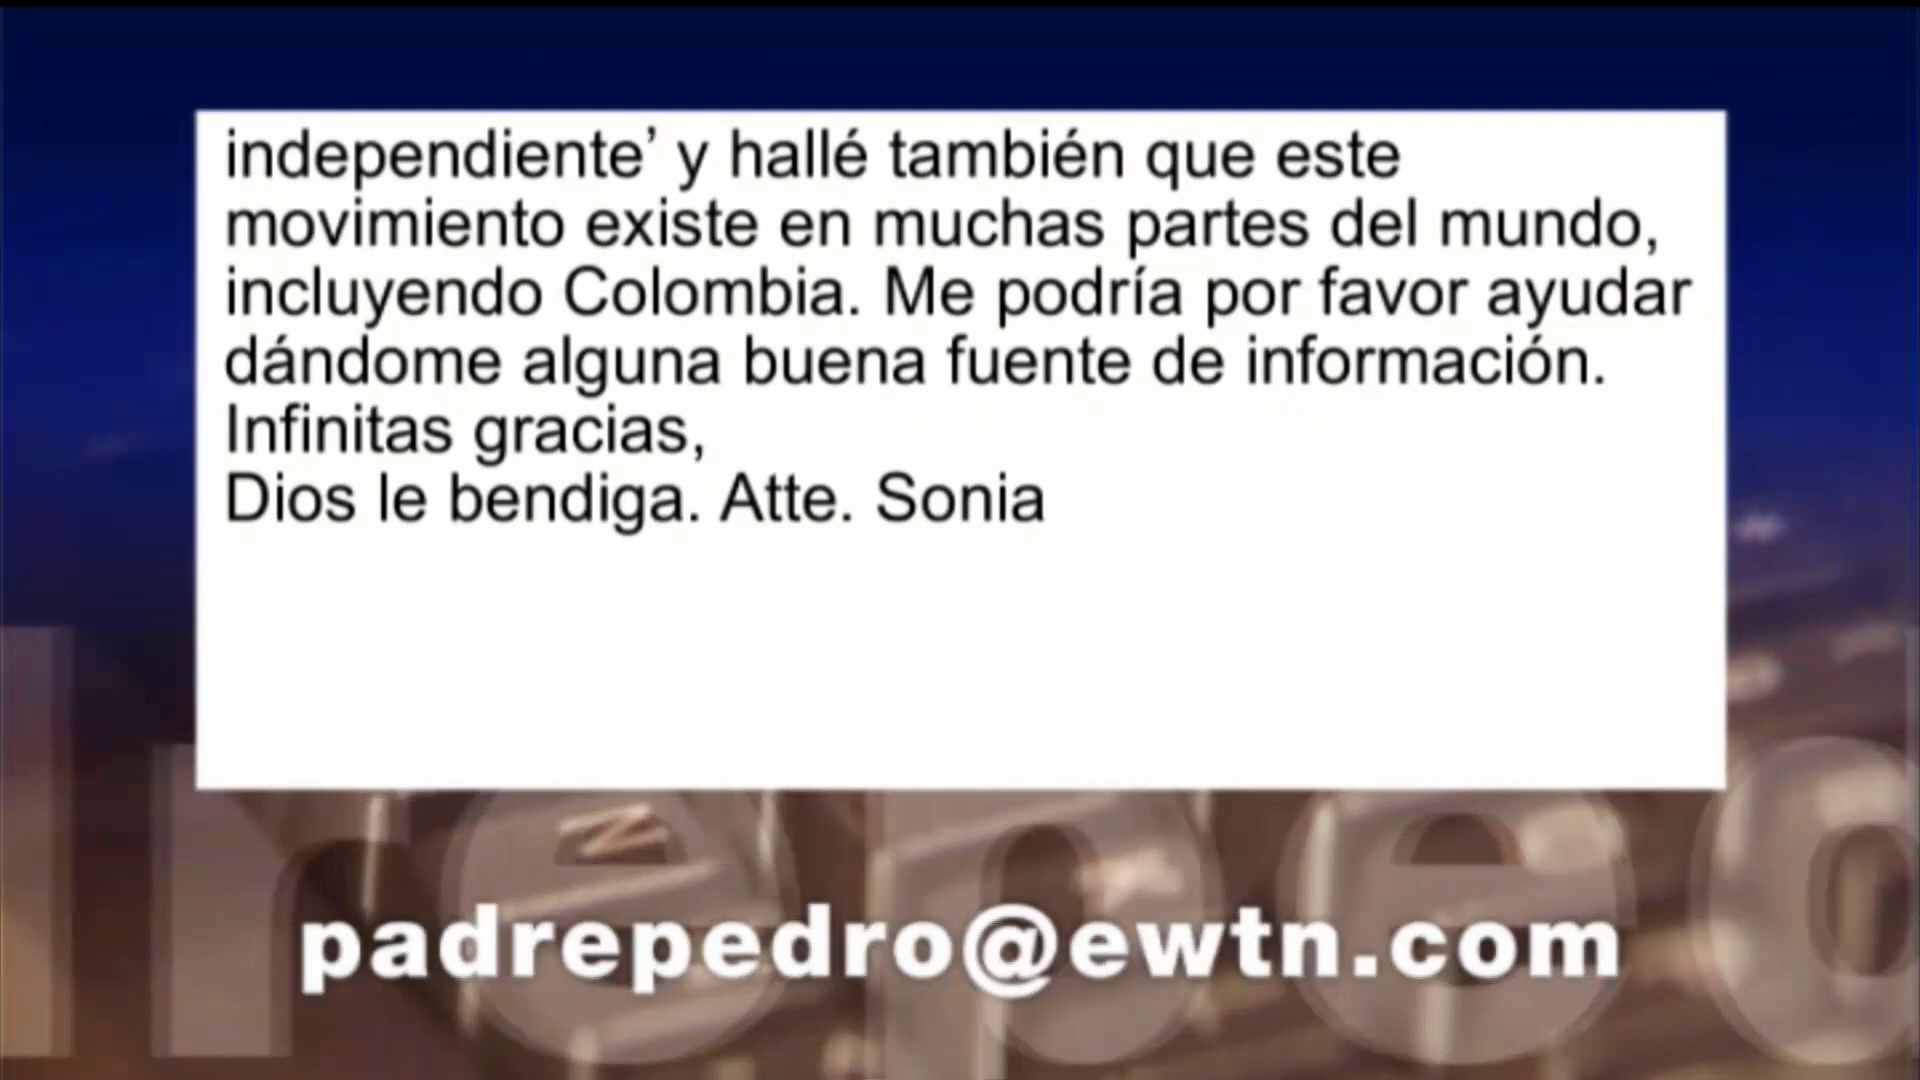 independiente’ y hallé también que este
movimiento existe en muchas partes del mundo,
incluyendo Colombia. Me podría por favor ayudar
dándome alguna buena fuente de información.
Infinitas gracias,
Dios le bendiga. Atte. Sonia
padrepedro@ewtn.com